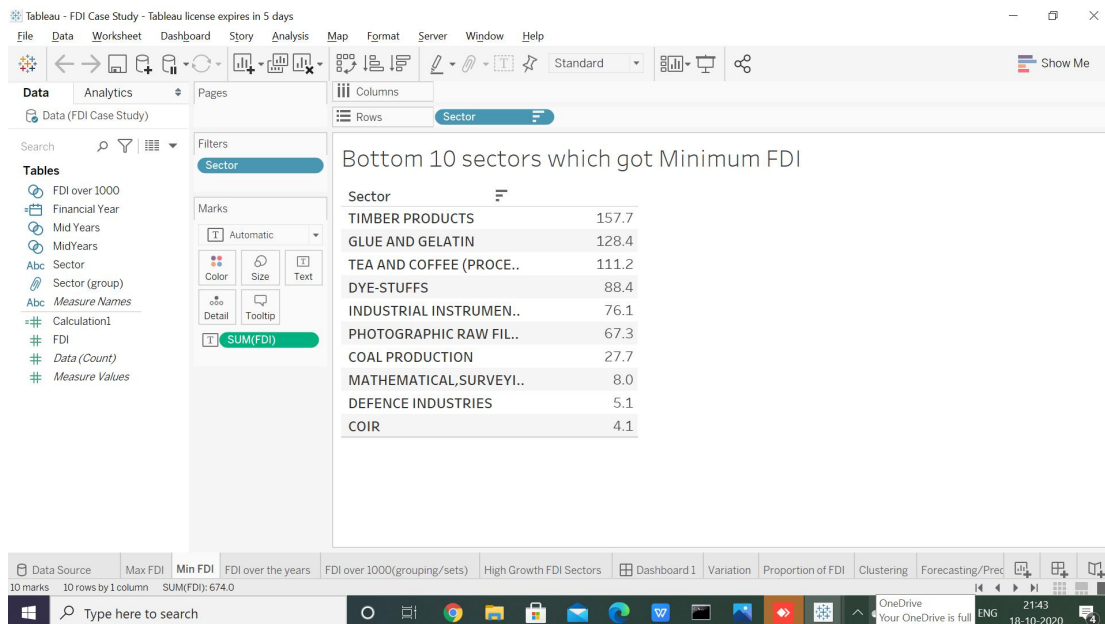 Tableau - FDI Case Study - Tableau license expires in 5 days
File Data Worksheet Dashboard Story Analysis Map Format Server Window Help
Standard
Show Me
Data Analytics
Data (FDI Case Study)
Search
Tables
FDI over 1000
Financial Year
Mid Years
MidYears
Abc Sector
Sector (group)
Abc Measure Names
Calculation1
FDI
Data (Count)
Measure Values
Pages
Filters
Sector
Marks
Automatic
Color Size Text
Detail Tooltip
SUM(FDI)
Columns
Rows Sector
Bottom 10 sectors which got Minimum FDI
Sector
TIMBER PRODUCTS 157.7
GLUE AND GELATIN 128.4
TEA AND COFFEE (PROCE.. 111.2
DYE-STUFFS 88.4
INDUSTRIAL INSTRUMEN.. 76.1
PHOTOGRAPHIC RAW FIL.. 67.3
COAL PRODUCTION 27.7
MATHEMATICAL,SURVEYI.. 8.0
DEFENCE INDUSTRIES 5.1
COIR 4.1
Data Source Max FDI Min FDI FDI over the years FDI over 1000(grouping/sets) High Growth FDI Sectors Dashboard 1 Variation Proportion of FDI Clustering Forecasting/Prec
10 marks 10 rows by 1 column SUM(FDI): 674.0
Type here to search
OneDrive
Your OneDrive is full
ENG
21:43
18-10-2020
4